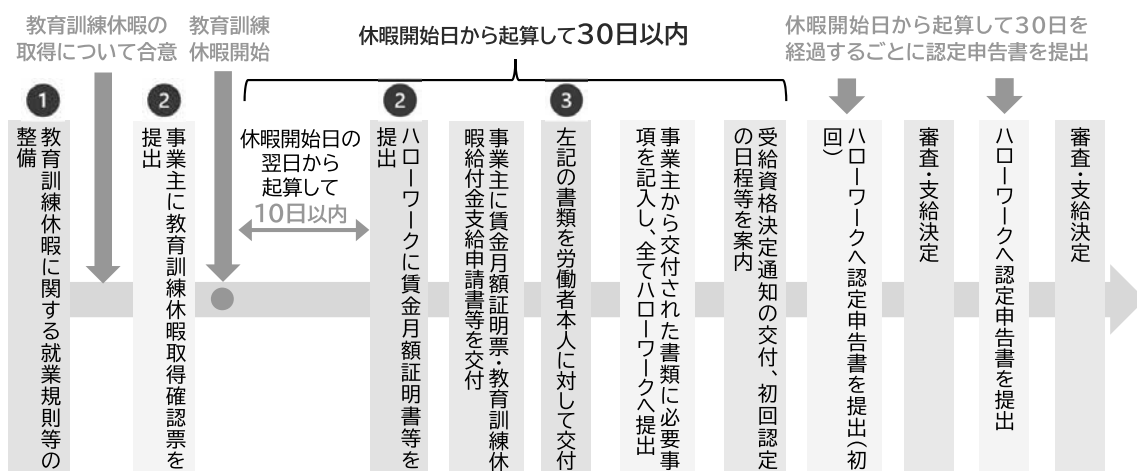 教育訓練休暇の
取得について合意
教育訓練
休暇開始
休暇開始日から起算して30日以内
休暇開始日から起算して30日を
経過するごとに認定申告書を提出
1
教育訓練休暇に関する就業規則等の
整備
2
事業主に教育訓練休暇取得確認票を
提出
休暇開始日の
翌日から
起算して
10日以内
2
ハローワークに賃金月額証明書等を
提出
事業主に賃金月額証明票・教育訓練休
暇給付金支給申請書等を交付
3
左記の書類を労働者本人に対して交付
事業主から交付された書類に必要事
項を記入し、全てハローワークへ提出
受給資格決定通知の交付、初回認定
の日程等を案内
ハローワークへ認定申告書を提出（初
回）
審査・支給決定
ハローワークへ認定申告書を提出
審査・支給決定